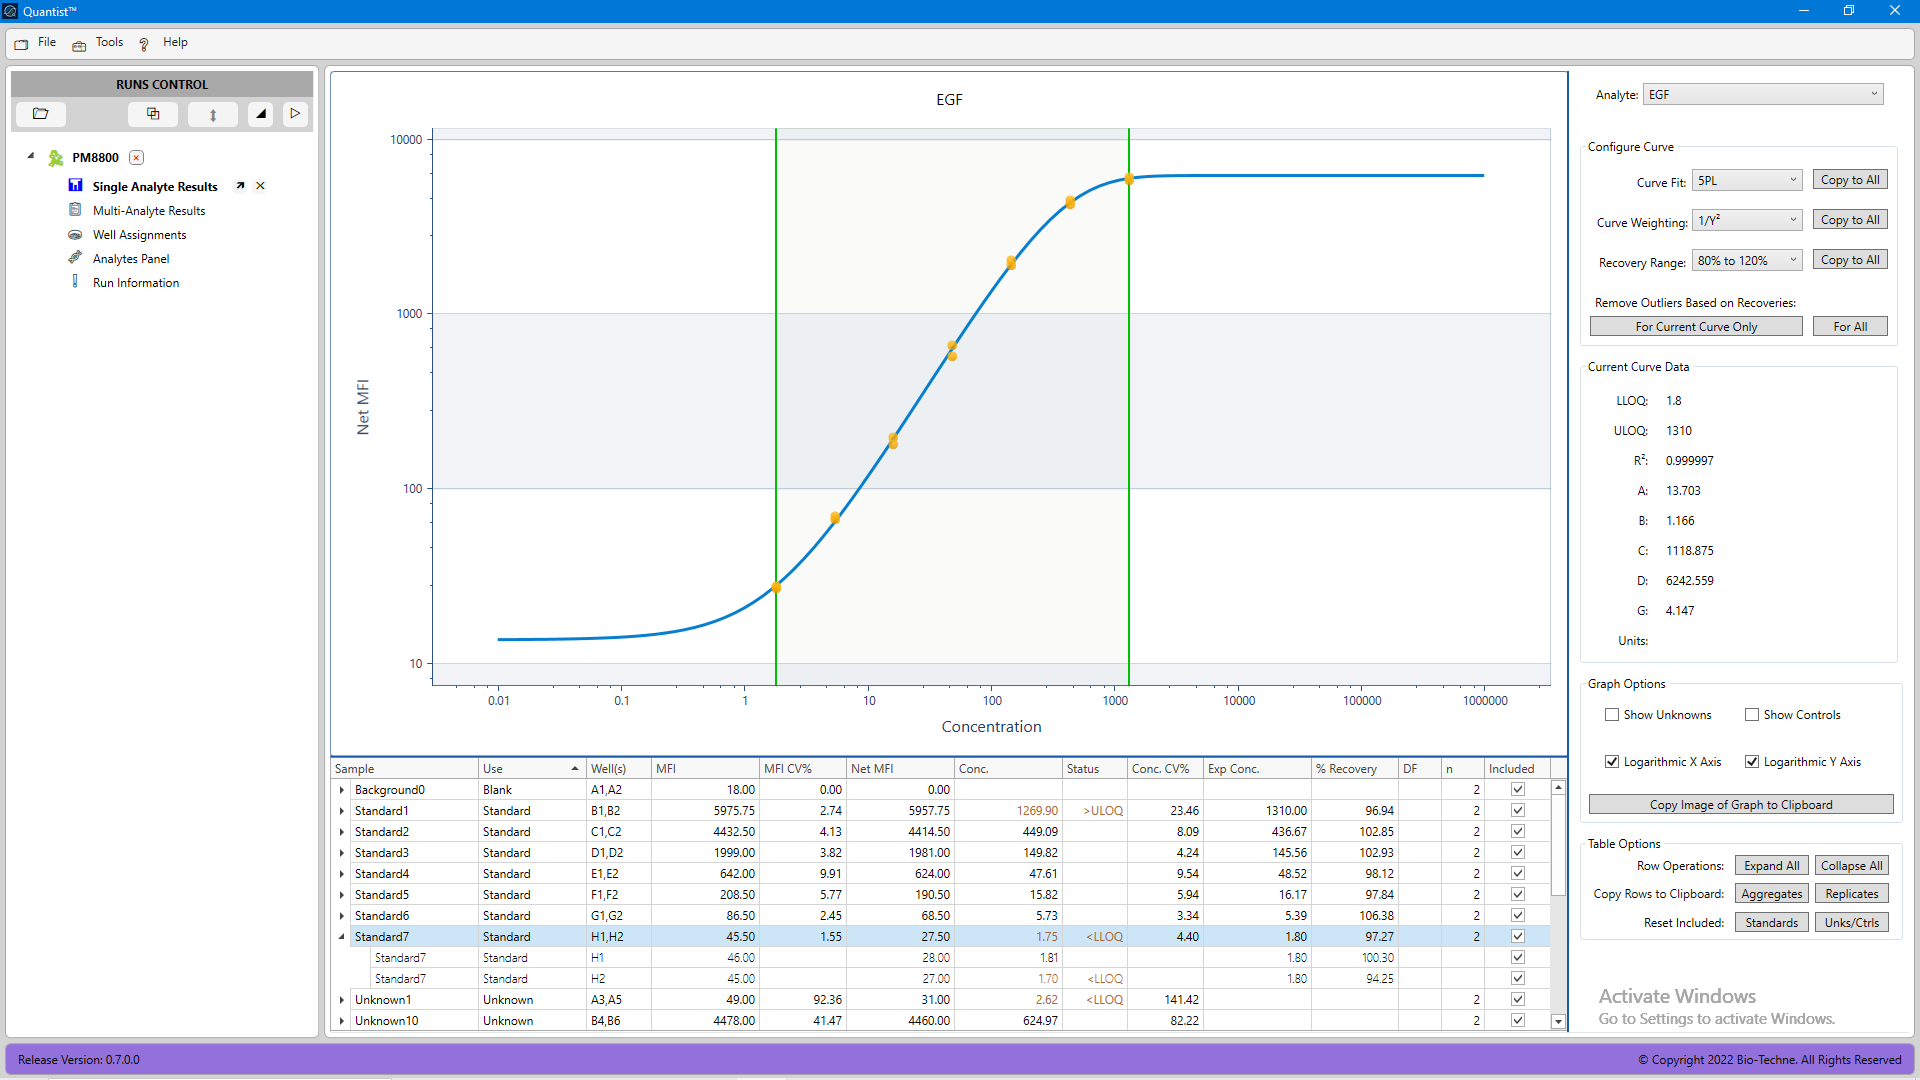 Quantist™
File Tools Help
RUNS CONTROL
PM8800
Single Analyte Results
Multi-Analyte Results
Well Assignments
Analytes Panel
Run Information
EGF
Net MFI
10000
1000
100
10
0.01 0.1 1 10 100 1000 10000 100000 1000000
Concentration
Sample Use Well(s) MFI MFI CV% Net MFI Conc. Status Conc. CV% Exp Conc. % Recovery DF n Included
Background0 Blank A1,A2 18.00 0.00 0.00 2
Standard1 Standard B1,B2 5975.75 2.74 5957.75 1269.90 >ULOQ 23.46 1310.00 96.94 2
Standard2 Standard C1,C2 4432.50 4.13 4414.50 449.09 8.09 436.67 102.85 2
Standard3 Standard D1,D2 1999.00 3.82 1981.00 149.82 4.24 145.56 102.93 2
Standard4 Standard E1,E2 642.00 9.91 624.00 47.61 9.54 48.52 98.12 2
Standard5 Standard F1,F2 208.50 5.77 190.50 15.82 5.94 16.17 97.84 2
Standard6 Standard G1,G2 86.50 2.45 68.50 5.73 3.34 5.39 106.38 2
Standard7 Standard H1,H2 45.50 1.55 27.50 1.75 <LLOQ 4.40 1.80 97.27 2
Standard7 Standard H1 46.00 28.00 1.81 1.80 100.30
Standard7 Standard H2 45.00 27.00 1.70 <LLOQ 1.80 94.25
Unknown1 Unknown A3,A5 49.00 92.36 31.00 2.62 <LLOQ 141.42 2
Unknown10 Unknown B4,B6 4478.00 41.47 4460.00 624.97 82.22 2
Analyte: EGF
Configure Curve
Curve Fit: 5PL Copy to All
Curve Weighting: 1/Y² Copy to All
Recovery Range: 80% to 120% Copy to All
Remove Outliers Based on Recoveries:
For Current Curve Only For All
Current Curve Data
LLOQ: 1.8
ULOQ: 1310
R²: 0.999997
A: 13.703
B: 1.166
C: 1118.875
D: 6242.559
G: 4.147
Units:
Graph Options
Show Unknowns Show Controls
Logarithmic X Axis Logarithmic Y Axis
Copy Image of Graph to Clipboard
Table Options
Row Operations: Expand All Collapse All
Copy Rows to Clipboard: Aggregates Replicates
Reset Included: Standards Unks/Ctrls
Activate Windows
Go to Settings to activate Windows.
Release Version: 0.7.0.0
© Copyright 2022 Bio-Techne. All Rights Reserved